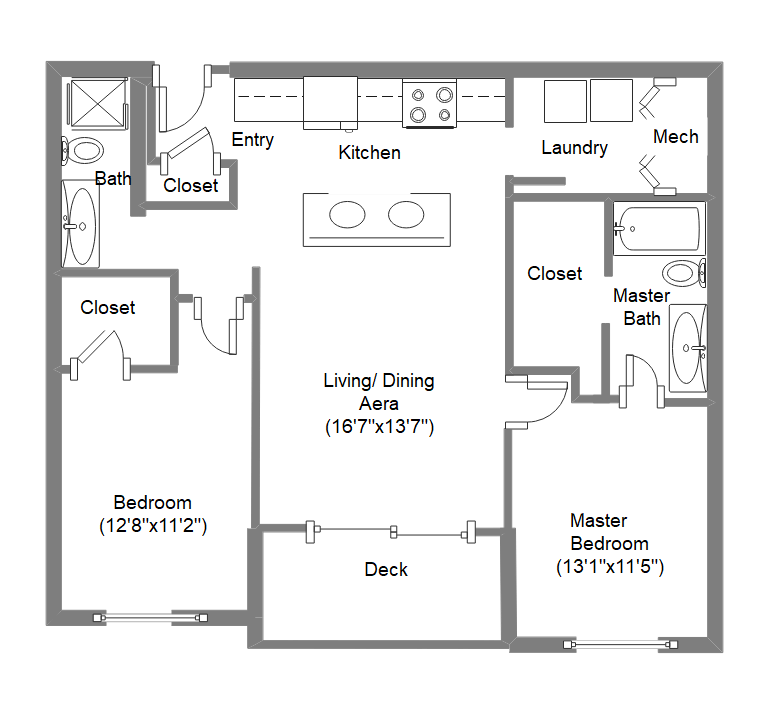 Entry
Kitchen
Laundry
Mech
Bath
Closet
Closet
Closet
Master
Bath
Living/ Dining
Aera
(16'7"x13'7")
Bedroom
(12'8"x11'2")
Master
Bedroom
(13'1"x11'5")
Deck